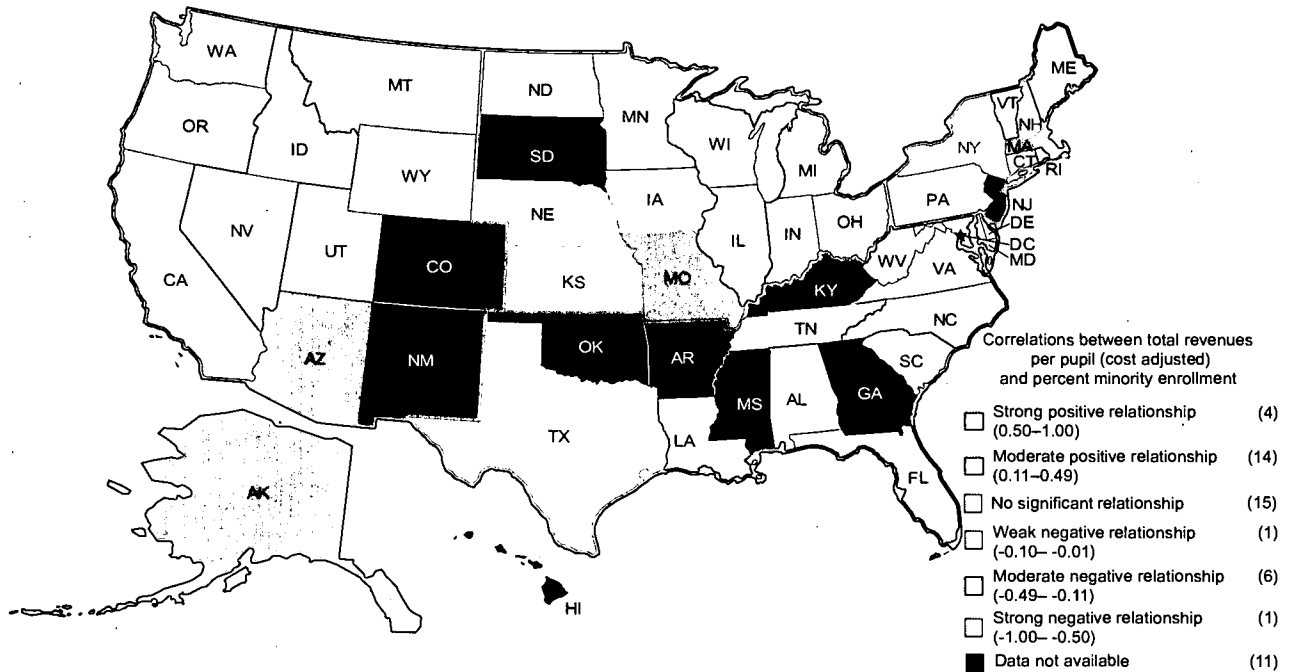 WA
MT
ND
MN
ME
VT
NH
OR
ID
SD
WI
NY
MA
CT
RI
WY
MI
IA
PA
NE
NJ
NV
OH
DE
UT
IL
IN
DC
CO
WV
MD
CA
KS
MO
VA
KY
NC
TN
AZ
NM
OK
AR
SC
MS
AL
GA
TX
LA
FL
AK
HI
Correlations between total revenues
per pupil (cost adjusted)
and percent minority enrollment
Strong positive relationship (4)
(0.50–1.00)
Moderate positive relationship (14)
(0.11–0.49)
No significant relationship (15)
Weak negative relationship (1)
(-0.10– -0.01)
Moderate negative relationship (6)
(-0.49– -0.11)
Strong negative relationship (1)
(-1.00– -0.50)
Data not available (11)